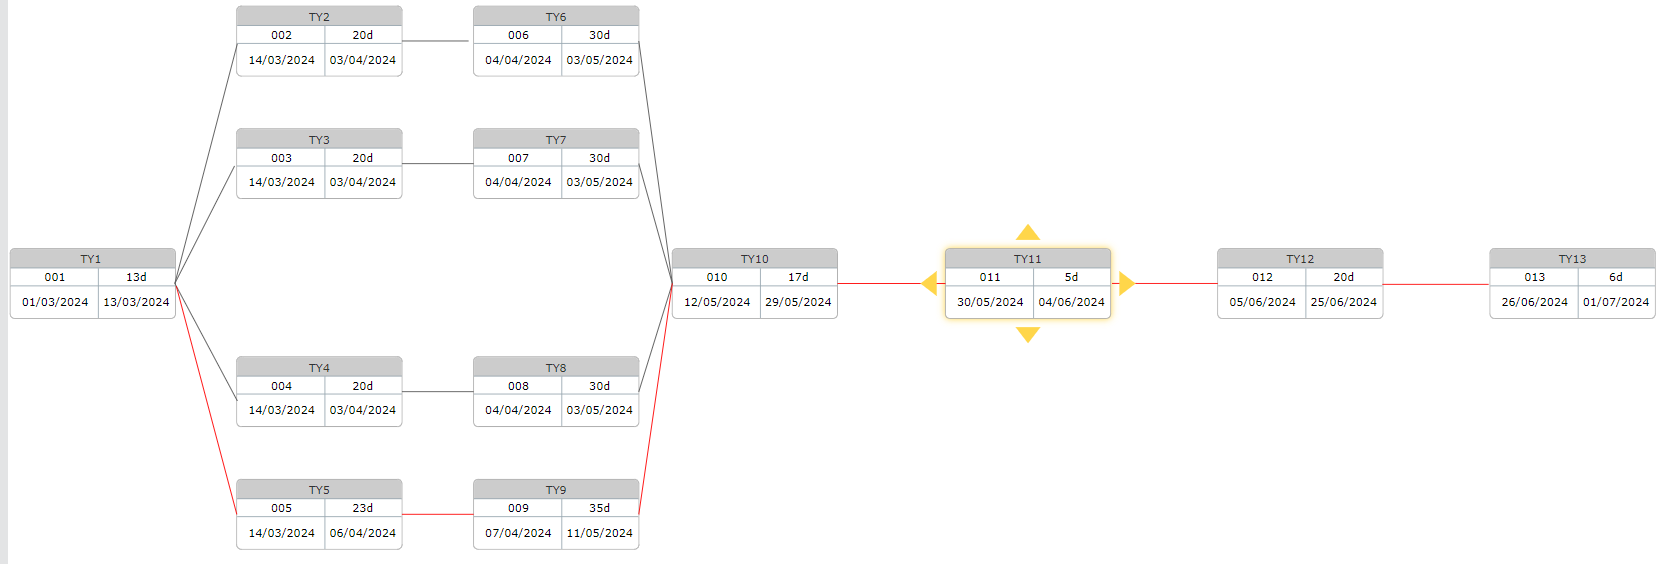 TY2
002 20d
14/03/2024 03/04/2024
TY6
006 30d
04/04/2024 03/05/2024
TY3
003 20d
14/03/2024 03/04/2024
TY7
007 30d
04/04/2024 03/05/2024
TY1
001 13d
01/03/2024 13/03/2024
TY10
010 17d
12/05/2024 29/05/2024
TY11
011 5d
30/05/2024 04/06/2024
TY12
012 20d
05/06/2024 25/06/2024
TY13
013 6d
26/06/2024 01/07/2024
TY4
004 20d
14/03/2024 03/04/2024
TY8
008 30d
04/04/2024 03/05/2024
TY5
005 23d
14/03/2024 06/04/2024
TY9
009 35d
07/04/2024 11/05/2024